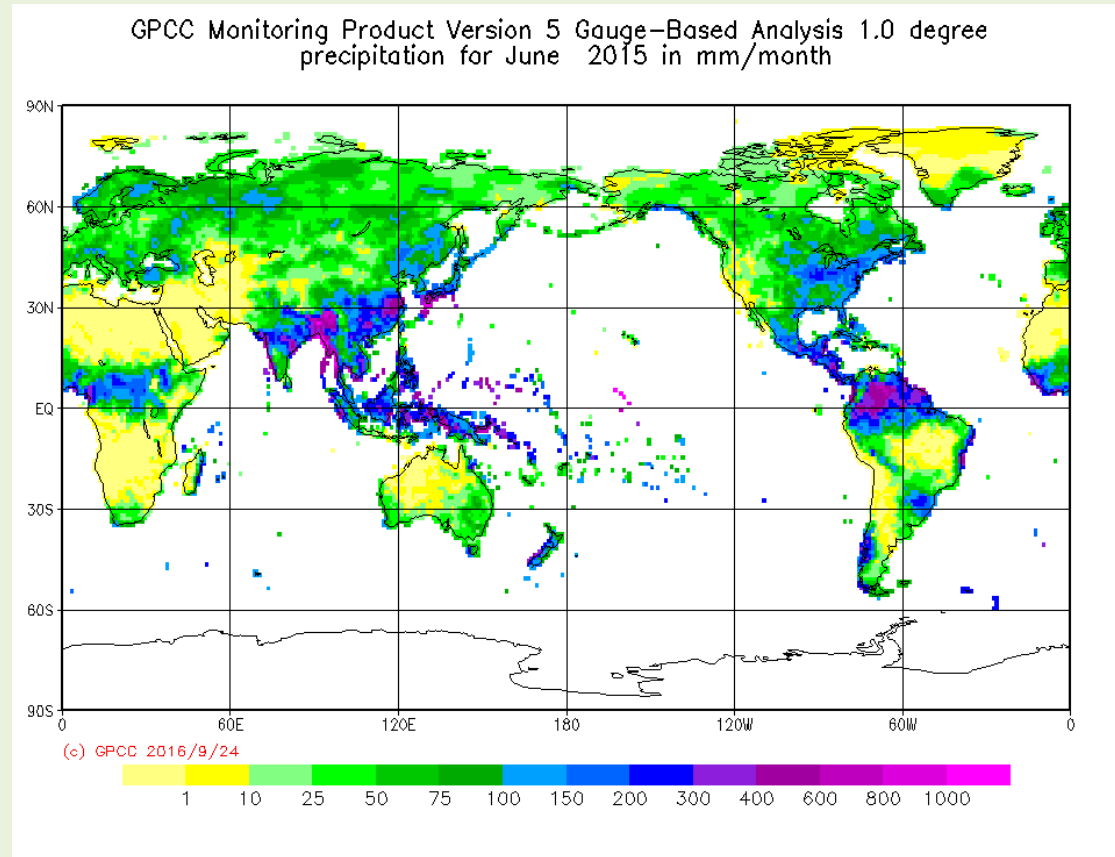 GPCC Monitoring Product Version 5 Gauge-Based Analysis 1.0 degree
precipitation for June 2015 in mm/month
90N
60N
30N
EQ
30S
60S
90S
0 60E 120E 180 120W 60W 0
(c) GPCC 2016/9/24
1 10 25 50 75 100 150 200 300 400 600 800 1000